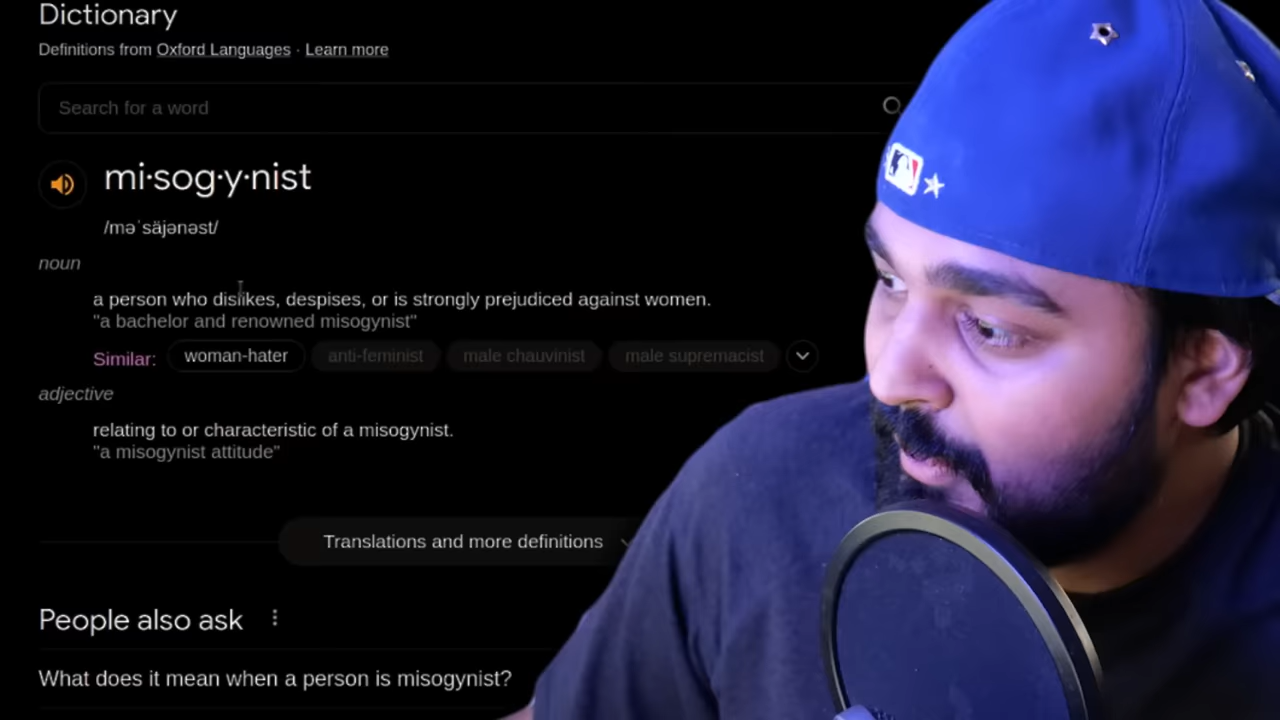 Dictionary
Definitions from Oxford Languages · Learn more
Search for a word
mi·sog·y·nist
/məˈsäjənəst/
noun
a person who dislikes, despises, or is strongly prejudiced against women.
"a bachelor and renowned misogynist"
Similar: woman-hater anti-feminist male chauvinist male supremacist
adjective
relating to or characteristic of a misogynist.
"a misogynist attitude"
Translations and more definitions
People also ask
What does it mean when a person is misogynist?